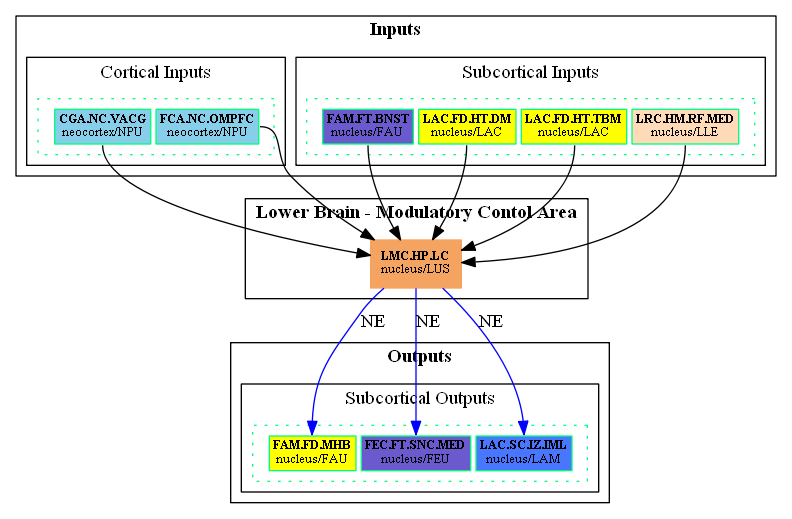 Inputs
Cortical Inputs
Subcortical Inputs
CGA.NC.VACG
neocortex/NPU
FCA.NC.OMPFC
neocortex/NPU
FAM.FT.BNST
nucleus/FAU
LAC.FD.HT.DM
nucleus/LAC
LAC.FD.HT.TBM
nucleus/LAC
LRC.HM.RF.MED
nucleus/LLE
Lower Brain - Modulatory Contol Area
LMC.HP.LC
nucleus/LUS
NE
NE
NE
Outputs
Subcortical Outputs
FAM.FD.MHB
nucleus/FAU
FEC.FT.SNC.MED
nucleus/FEU
LAC.SC.IZ.IML
nucleus/LAM